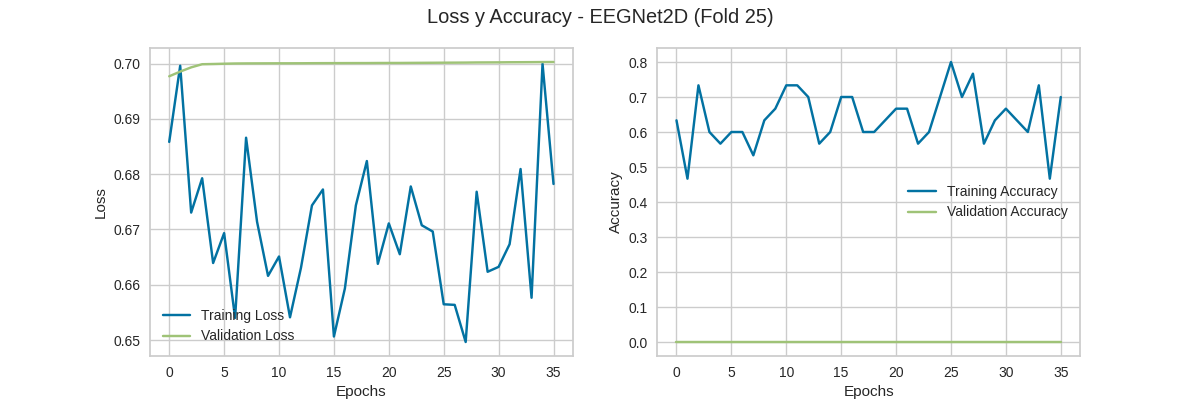 Loss y Accuracy - EEGNet2D (Fold 25)
Loss
0.70
0.69
0.68
0.67
0.66
0.65
Training Loss
Validation Loss
0 5 10 15 20 25 30 35
Epochs
Accuracy
0.8
0.7
0.6
0.5
0.4
0.3
0.2
0.1
0.0
Training Accuracy
Validation Accuracy
0 5 10 15 20 25 30 35
Epochs